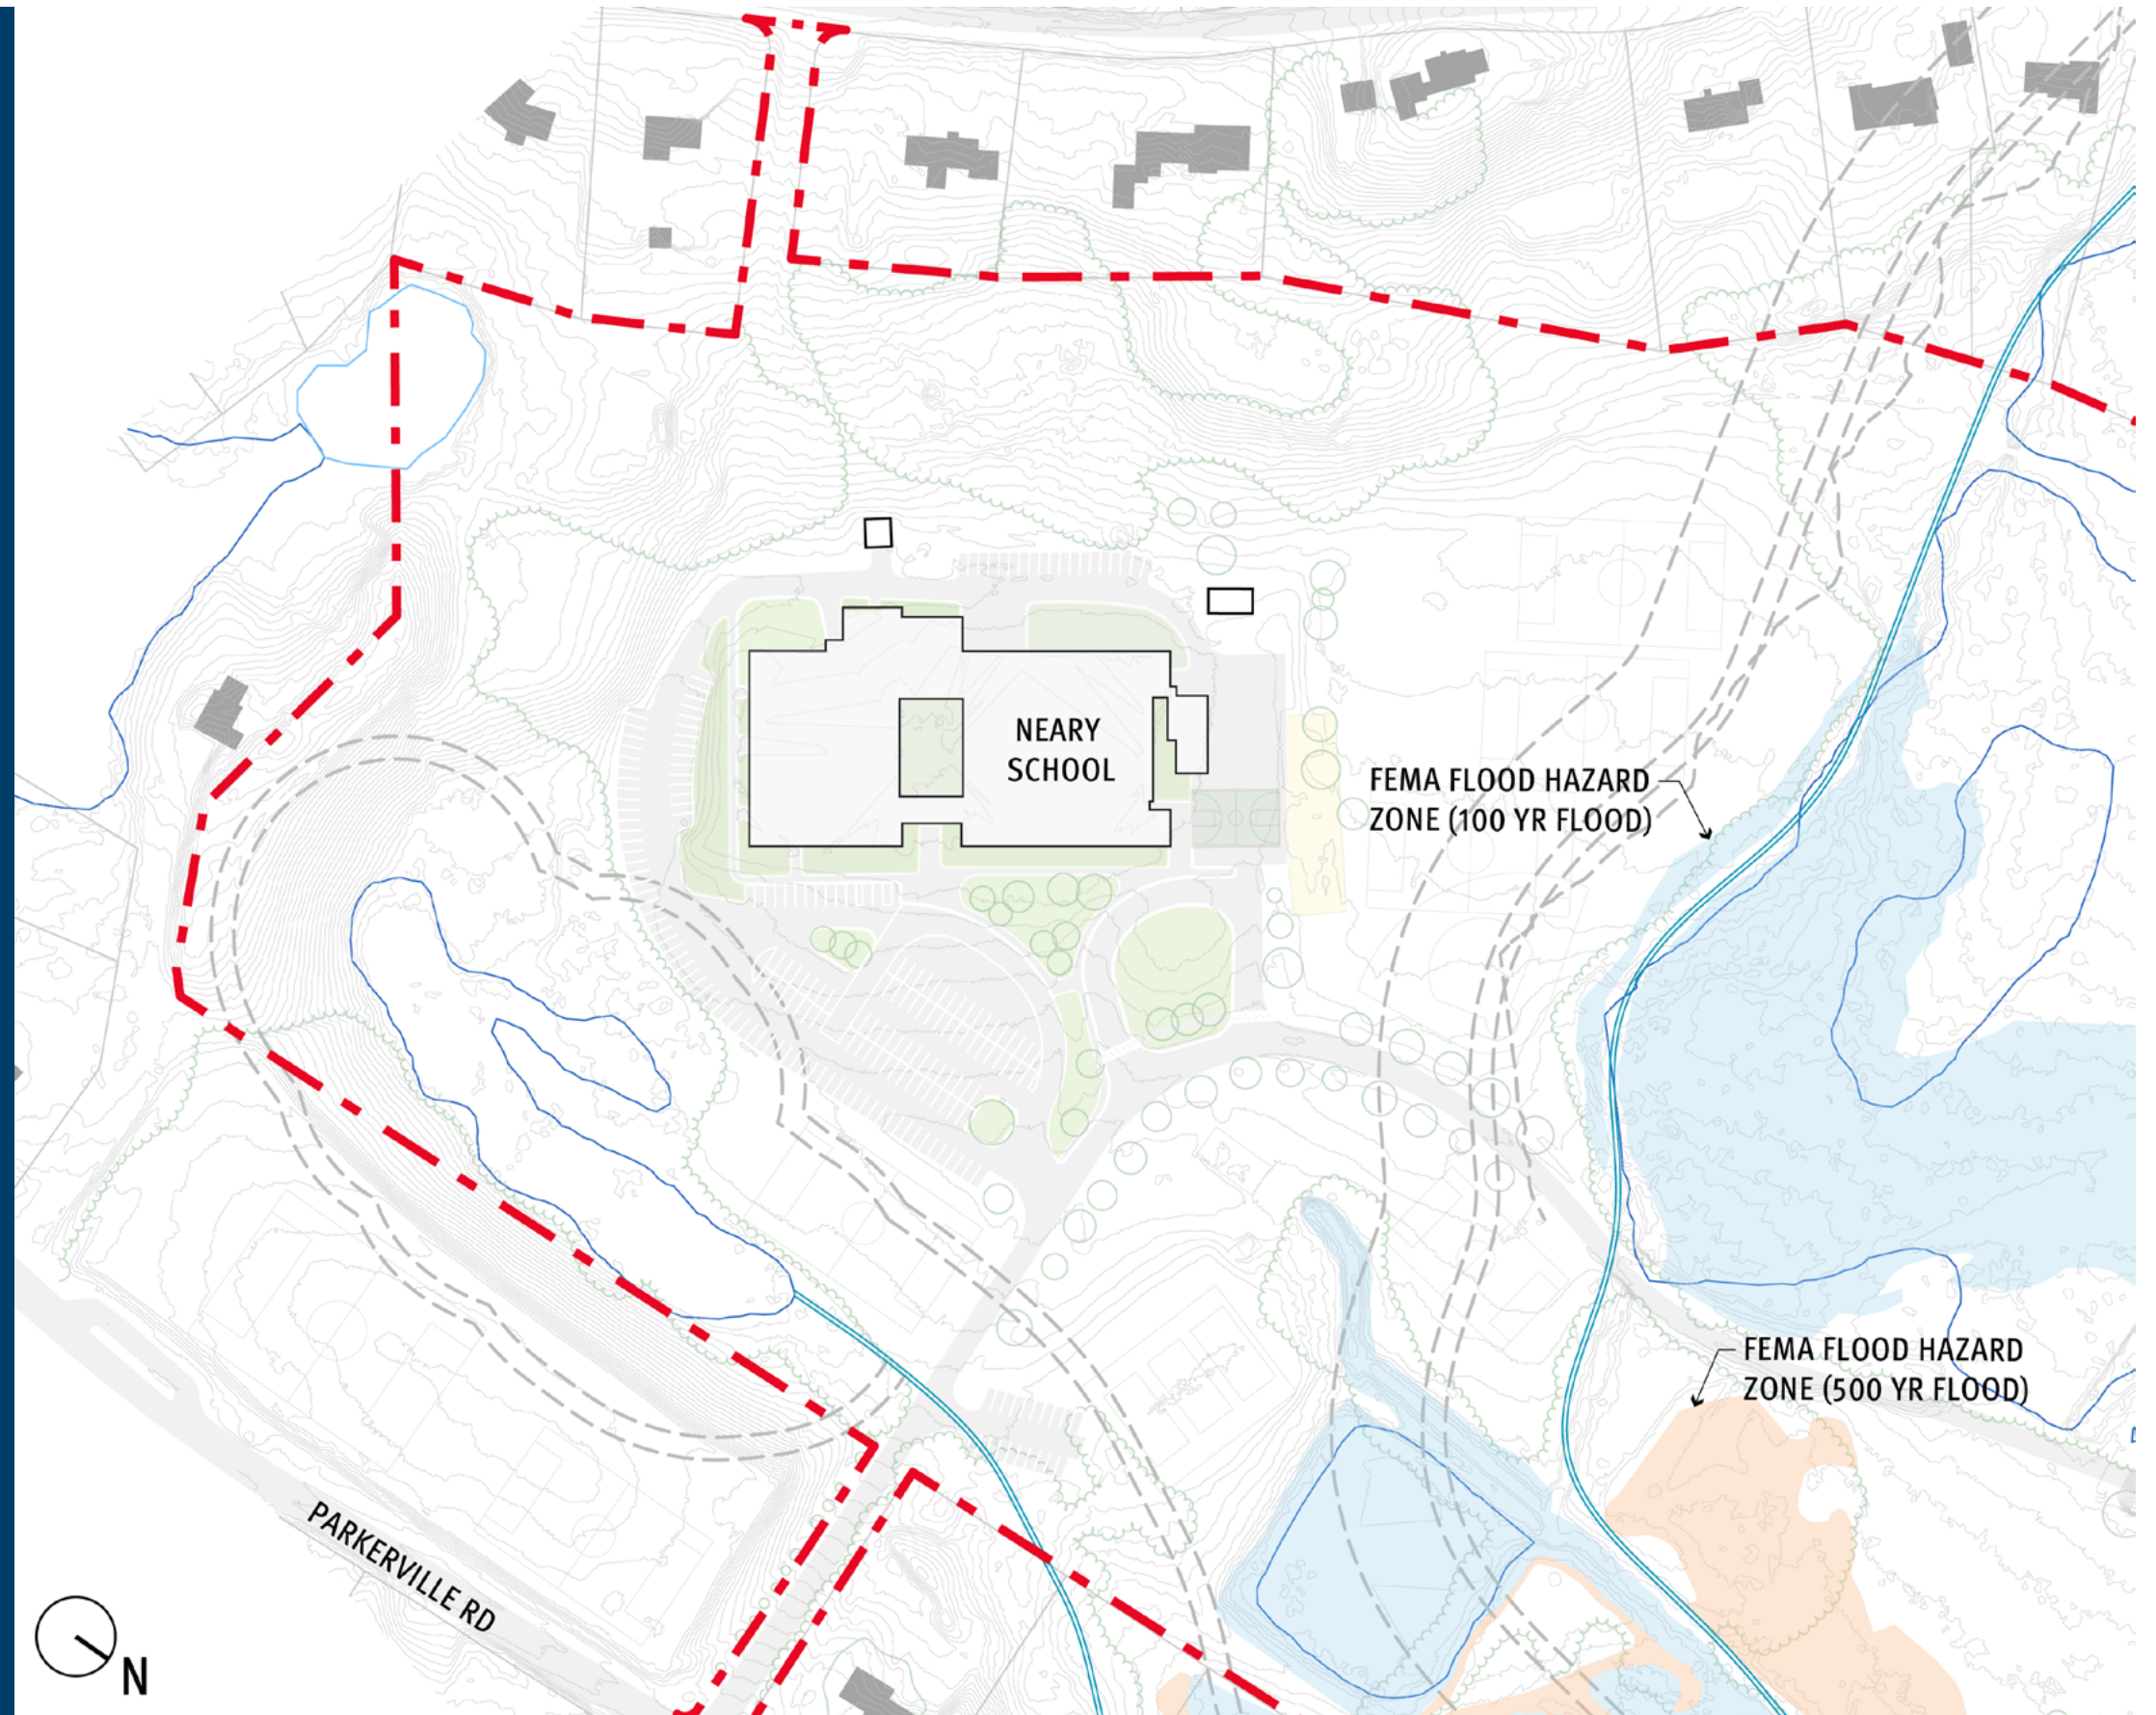 NEARY
SCHOOL
FEMA FLOOD HAZARD
ZONE (100 YR FLOOD)
FEMA FLOOD HAZARD
ZONE (500 YR FLOOD)
PARKERVILLE RD
N